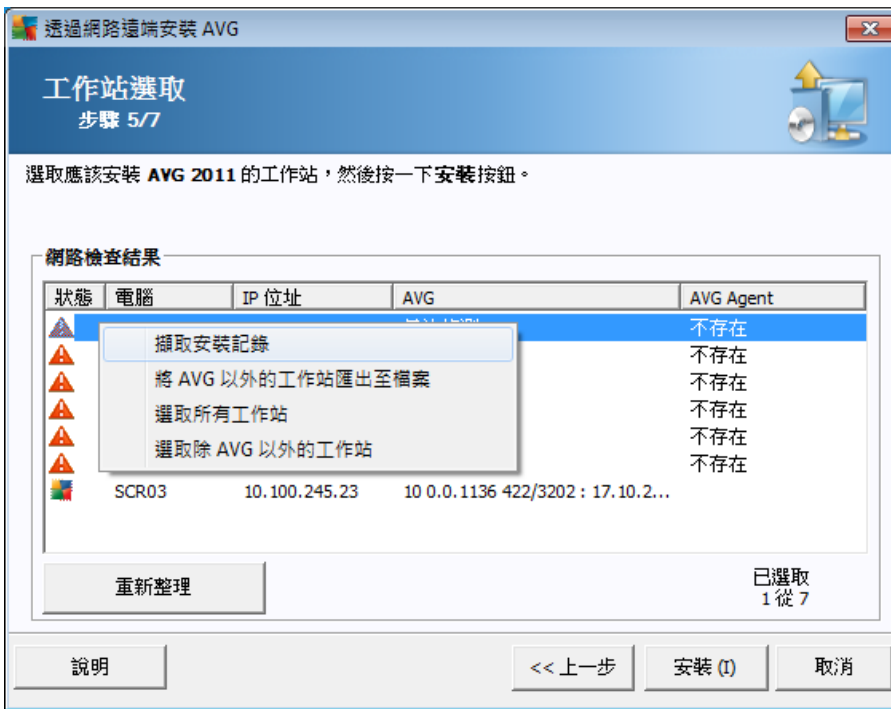 透過網路遠端安裝 AVG
工作站選取
步驟 5/7
選取應該安裝 AVG 2011 的工作站，然後按一下安裝按鈕。
網路檢查結果
狀態 電腦 IP 位址 AVG AVG Agent
不存在
擷取安裝記錄
不存在
將 AVG 以外的工作站匯出至檔案
不存在
選取所有工作站
不存在
選取除 AVG 以外的工作站
不存在
不存在
SCR03 10.100.245.23 10 0.0.1136 422/3202 : 17.10.2...
重新整理
已選取
1 從 7
說明
<< 上一步
安裝 (I)
取消